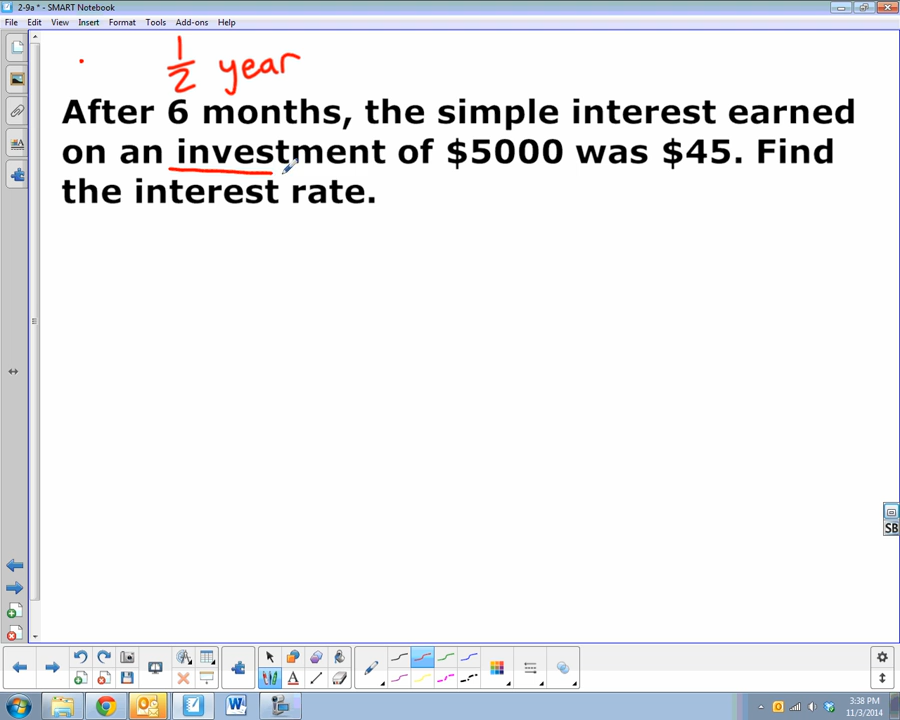 2-9a * - SMART Notebook
File Edit View Insert Format Tools Add-ons Help
1/2 year
After 6 months, the simple interest earned
on an investment of $5000 was $45. Find
the interest rate.
SB
3:38 PM
11/3/2014